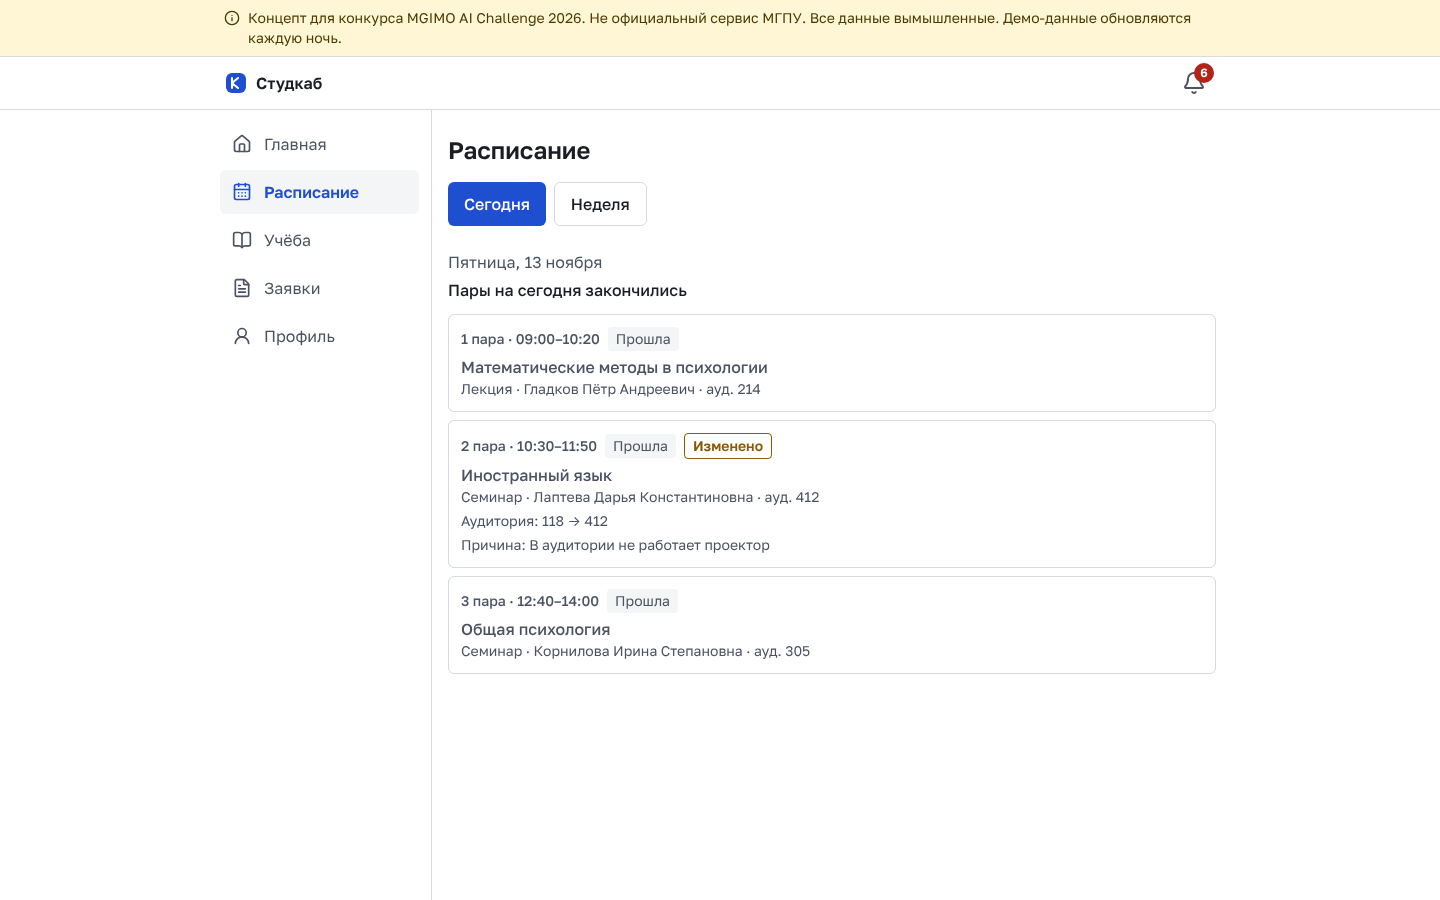 Концепт для конкурса MGIMO AI Challenge 2026. Не официальный сервис МГПУ. Все данные вымышленные. Демо-данные обновляются
каждую ночь.
Студкаб
6
Главная
Расписание
Учёба
Заявки
Профиль
Расписание
Сегодня
Неделя
Пятница, 13 ноября
Пары на сегодня закончились
1 пара · 09:00–10:20 Прошла
Математические методы в психологии
Лекция · Гладков Пётр Андреевич · ауд. 214
2 пара · 10:30–11:50 Прошла Изменено
Иностранный язык
Семинар · Лаптева Дарья Константиновна · ауд. 412
Аудитория: 118 → 412
Причина: В аудитории не работает проектор
3 пара · 12:40–14:00 Прошла
Общая психология
Семинар · Корнилова Ирина Степановна · ауд. 305